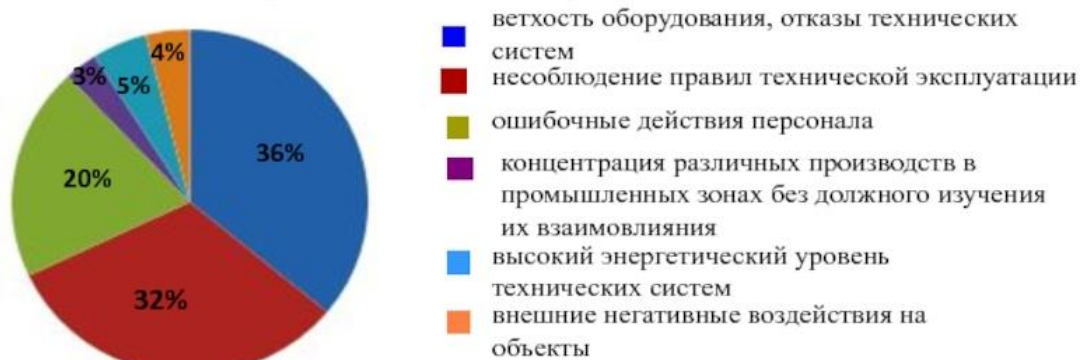 4%
3%
5%
36%
20%
32%
ветхость оборудования, отказы технических
систем
несоблюдение правил технической эксплуатации
ошибочные действия персонала
концентрация различных производств в
промышленных зонах без должного изучения
их взаимовлияния
высокий энергетический уровень
технических систем
внешние негативные воздействия на
объекты